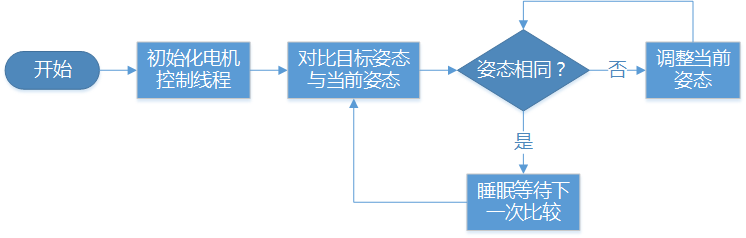 开始
初始化电机
控制线程
对比目标姿态
与当前姿态
姿态相同？
否
调整当前
姿态
是
睡眠等待下
一次比较